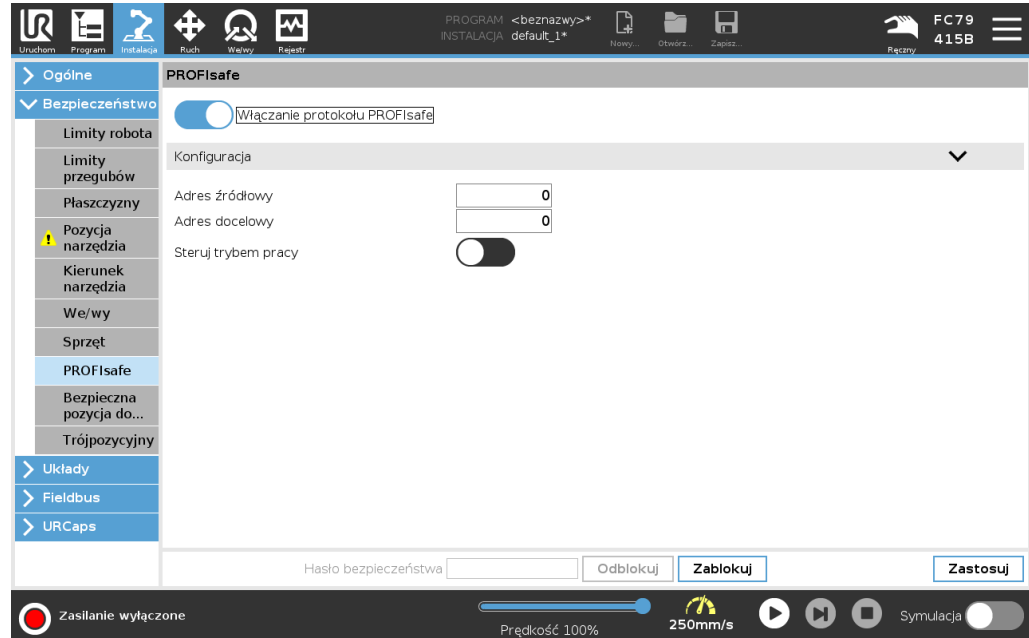 PROGRAM <beznazwy>*
INSTALACJA default_1*
Uruchom Program Instalacja Ruch We/wy Rejestr Nowy... Otwórz... Zapisz... Ręczny
FC79
415B
Ogólne
PROFIsafe
Bezpieczeństwo
Włączanie protokołu PROFIsafe
Limity robota
Limity
przegubów
Konfiguracja
Adres źródłowy 0
Płaszczyzny
Adres docelowy 0
Pozycja
narzędzia
Steruj trybem pracy
Kierunek
narzędzia
We/wy
Sprzęt
PROFIsafe
Bezpieczna
pozycja do...
Trójpozycyjny
Układy
Fieldbus
URCaps
Hasło bezpieczeństwa Odblokuj Zablokuj Zastosuj
Zasilanie wyłączone
Prędkość 100%
250mm/s
Symulacja